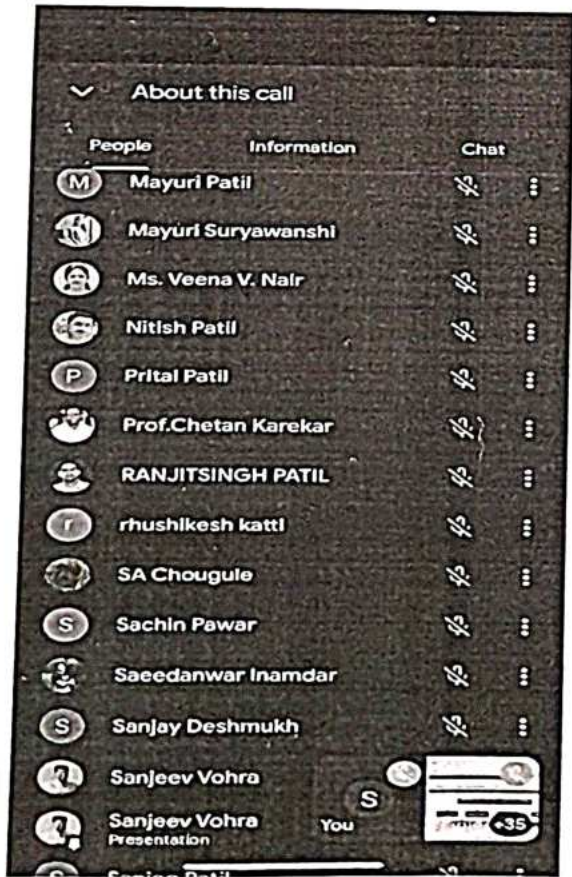 About this call
People Information Chat
M Mayuri Patil
Mayuri Suryawanshi
Ms. Veena V. Nair
Nitish Patil
P Prital Patil
Prof.Chetan Karekar
RANJITSINGH PATIL
r rhushikesh katti
SA Chougule
S Sachin Pawar
Saeedanwar Inamdar
S Sanjay Deshmukh
Sanjeev Vohra
S
Sanjeev Vohra
Presentation
You
+35
Patil